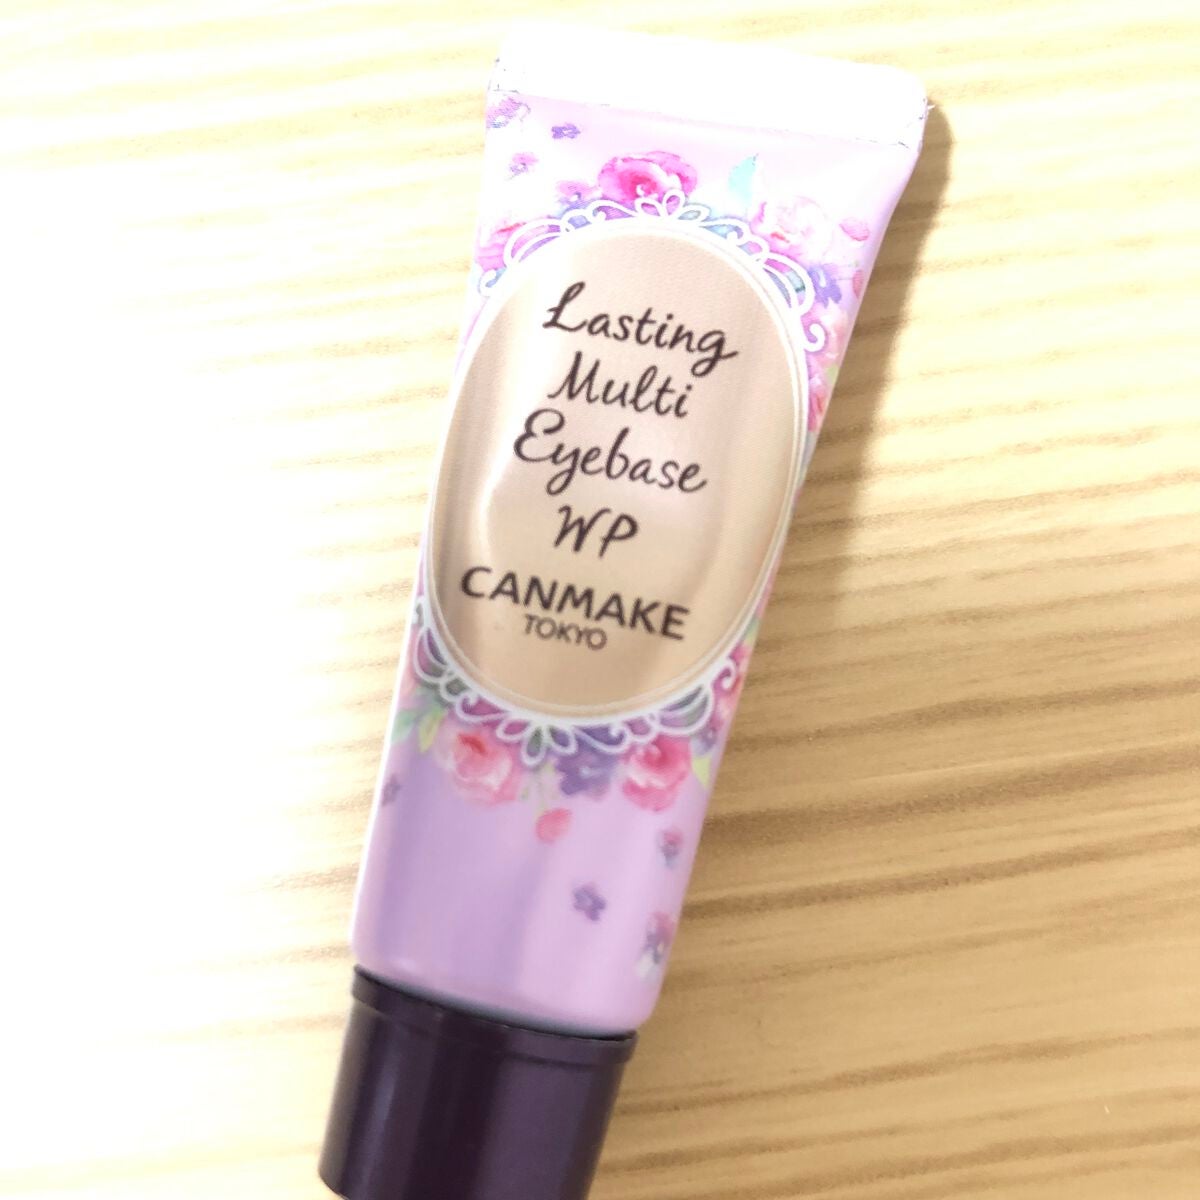 Lasting
Multi
Eyebase
WP
CANMAKE
TOKYO